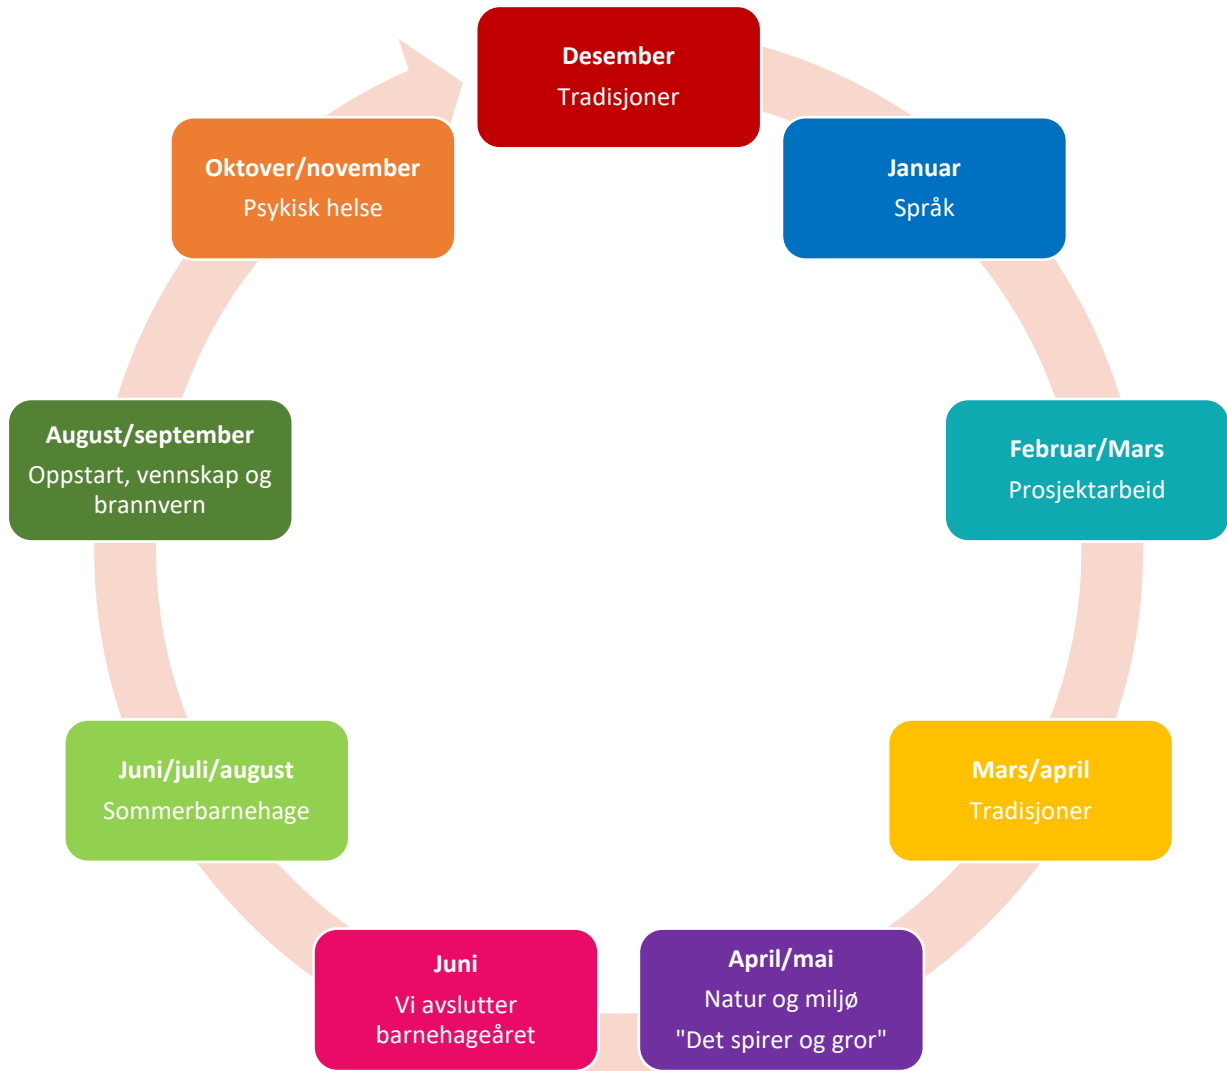 Desember
Tradisjoner
Januar
Språk
Februar/Mars
Prosjektarbeid
Mars/april
Tradisjoner
April/mai
Natur og miljø
"Det spirer og gror"
Juni
Vi avslutter
barnehageåret
Juni/juli/august
Sommerbarnehage
August/september
Oppstart, vennskap og
brannvern
Oktover/november
Psykisk helse